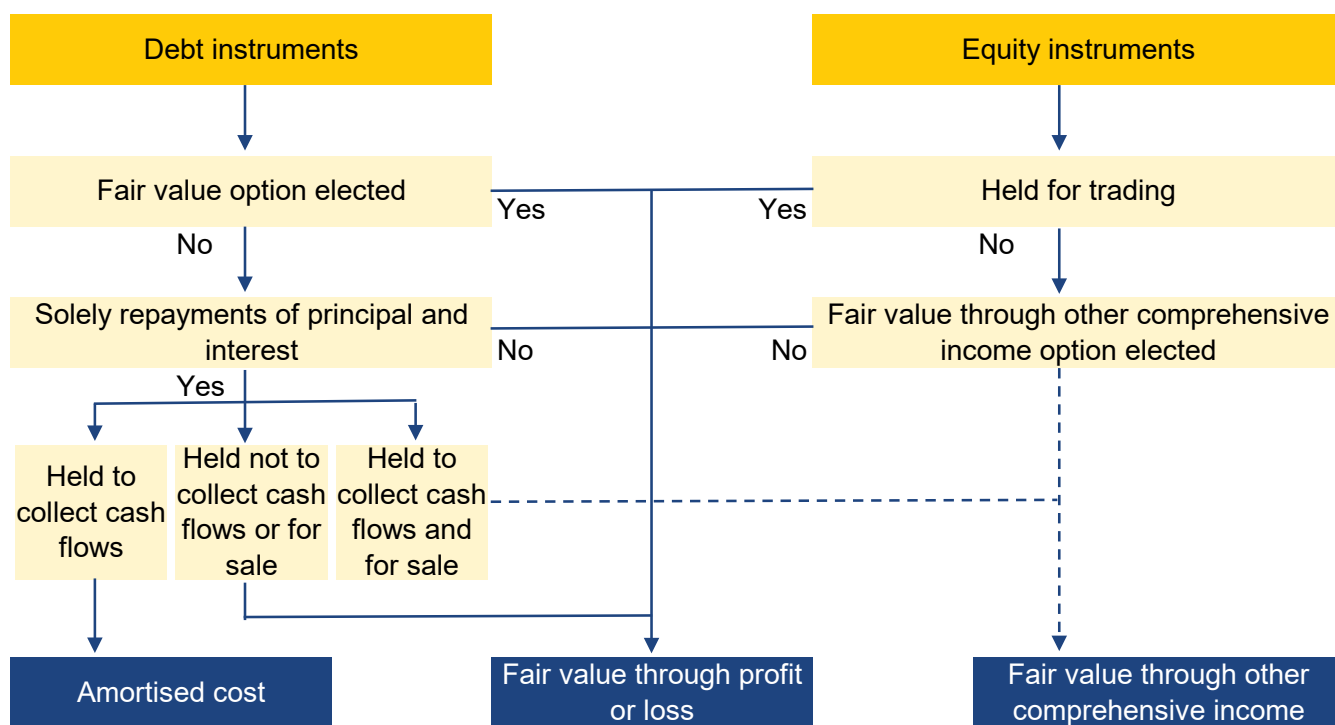 Debt instruments
Equity instruments
Fair value option elected
Held for trading
Yes
Yes
No
No
Solely repayments of principal and
interest
Fair value through other comprehensive
income option elected
No
No
Yes
Held to
collect cash
flows
Held not to
collect cash
flows or for
sale
Held to
collect cash
flows and
for sale
Amortised cost
Fair value through profit
or loss
Fair value through other
comprehensive income